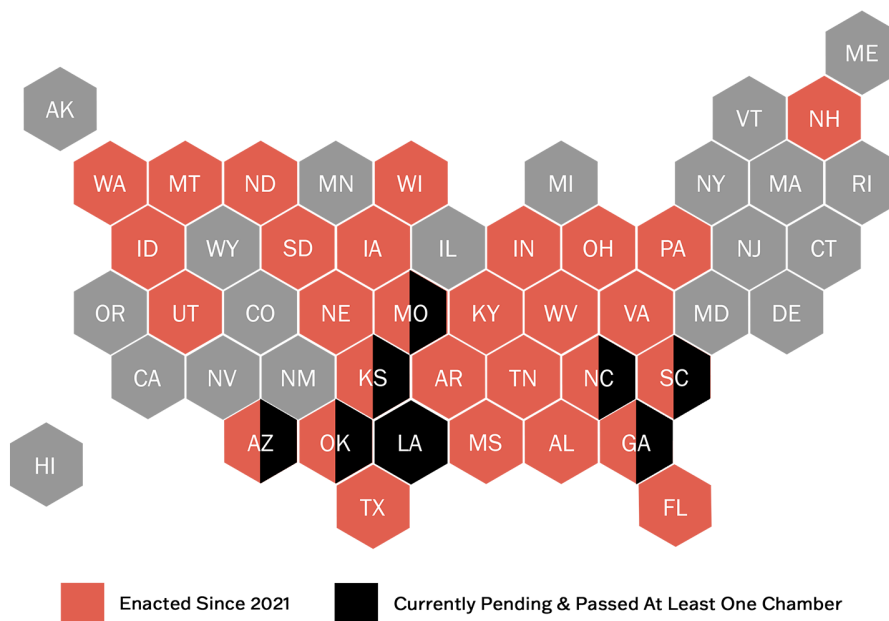 ME
AK
VT NH
WA MT ND MN WI MI NY MA RI
ID WY SD IA IL IN OH PA NJ CT
OR UT CO NE MO KY WV VA MD DE
CA NV NM KS AR TN NC SC
HI AZ OK LA MS AL GA
TX FL
Enacted Since 2021 Currently Pending & Passed At Least One Chamber